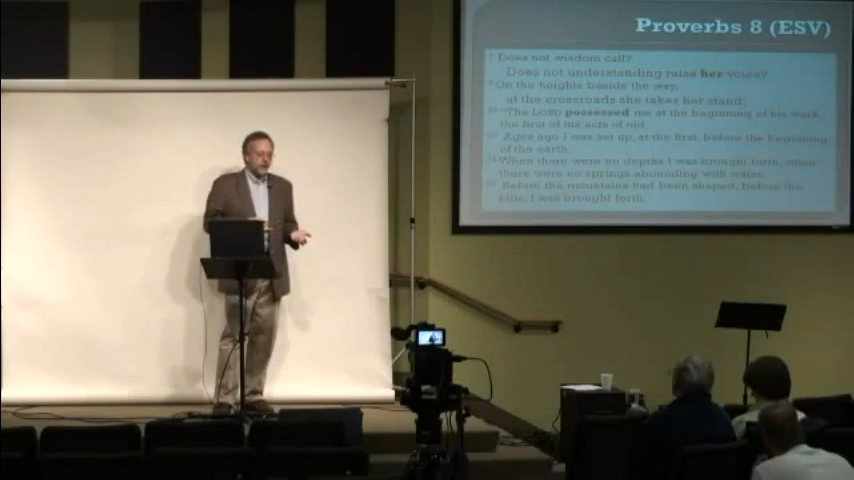 Proverbs 8 (ESV)
Does not wisdom call?
Does not understanding raise her voice?
On the heights beside the way,
at the crossroads she takes her stand;
"The LORD possessed me at the beginning of his work,
the first of his acts of old.
Ages ago I was set up, at the first, before the beginning
of the earth.
When there were no depths I was brought forth, when
there were no springs abounding with water.
Before the mountains had been shaped, before the
hills, I was brought forth,